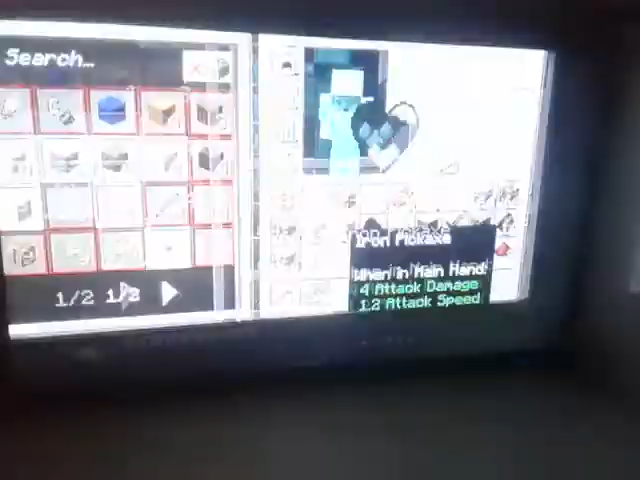 Search...
Iron Pickaxe
When in Main Hand:
4 Attack Damage
1.2 Attack Speed
1/2